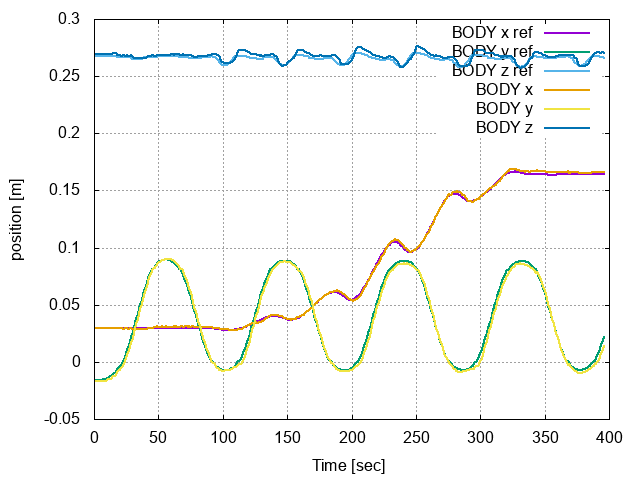 0.3
0.25
0.2
0.15
0.1
0.05
0
-0.05
0
50
100
150
200
250
300
350
400
position [m]
Time [sec]
BODY x ref
BODY y ref
BODY z ref
BODY x
BODY y
BODY z